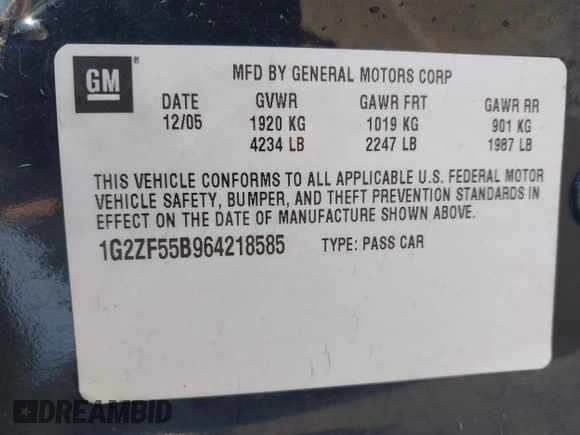 GM®
MFD BY GENERAL MOTORS CORP
DATE GVWR GAWR FRT GAWR RR
12/05 1920 KG 1019 KG 901 KG
4234 LB 2247 LB 1987 LB
THIS VEHICLE CONFORMS TO ALL APPLICABLE U.S. FEDERAL MOTOR
VEHICLE SAFETY, BUMPER, AND THEFT PREVENTION STANDARDS IN
EFFECT ON THE DATE OF MANUFACTURE SHOWN ABOVE.
1G2ZF55B964218585 TYPE: PASS CAR
DREAMBID